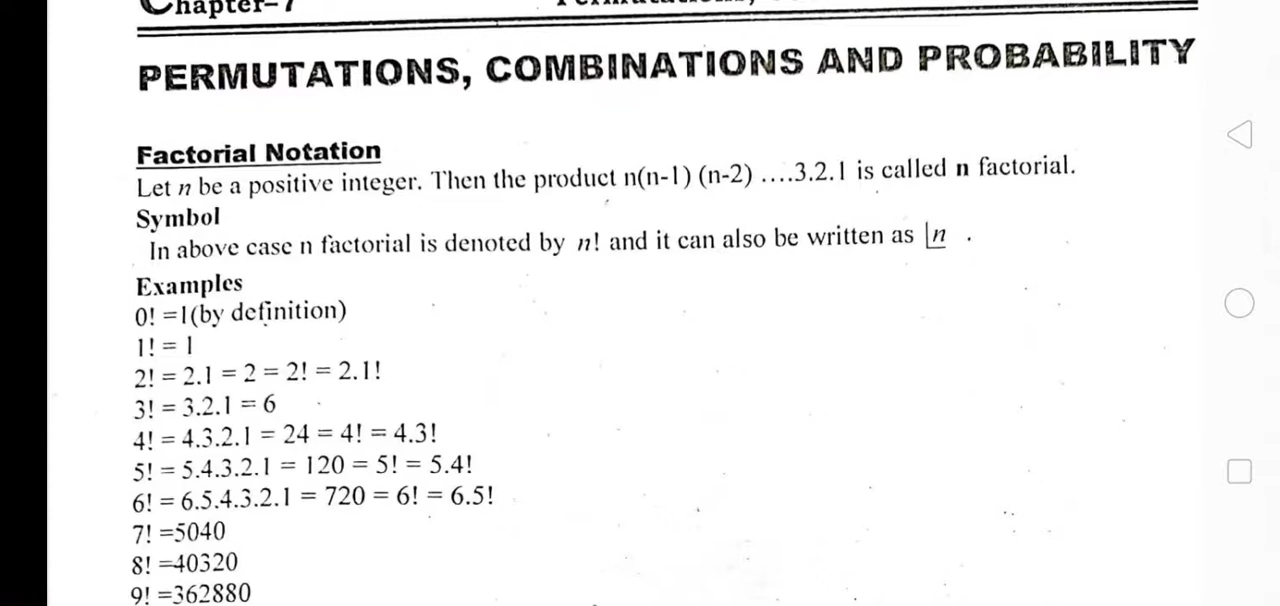 Chapter-7
PERMUTATIONS, COMBINATIONS AND PROBABILITY
Factorial Notation
Let n be a positive integer. Then the product n(n-1) (n-2) ....3.2.1 is called n factorial.
Symbol
In above case n factorial is denoted by n! and it can also be written as |n .
Examples
0! =1(by definition)
1! = 1
2! = 2.1 = 2 = 2! = 2.1!
3! = 3.2.1 = 6
4! = 4.3.2.1 = 24 = 4! = 4.3!
5! = 5.4.3.2.1 = 120 = 5! = 5.4!
6! = 6.5.4.3.2.1 = 720 = 6! = 6.5!
7! =5040
8! =40320
9! =362880